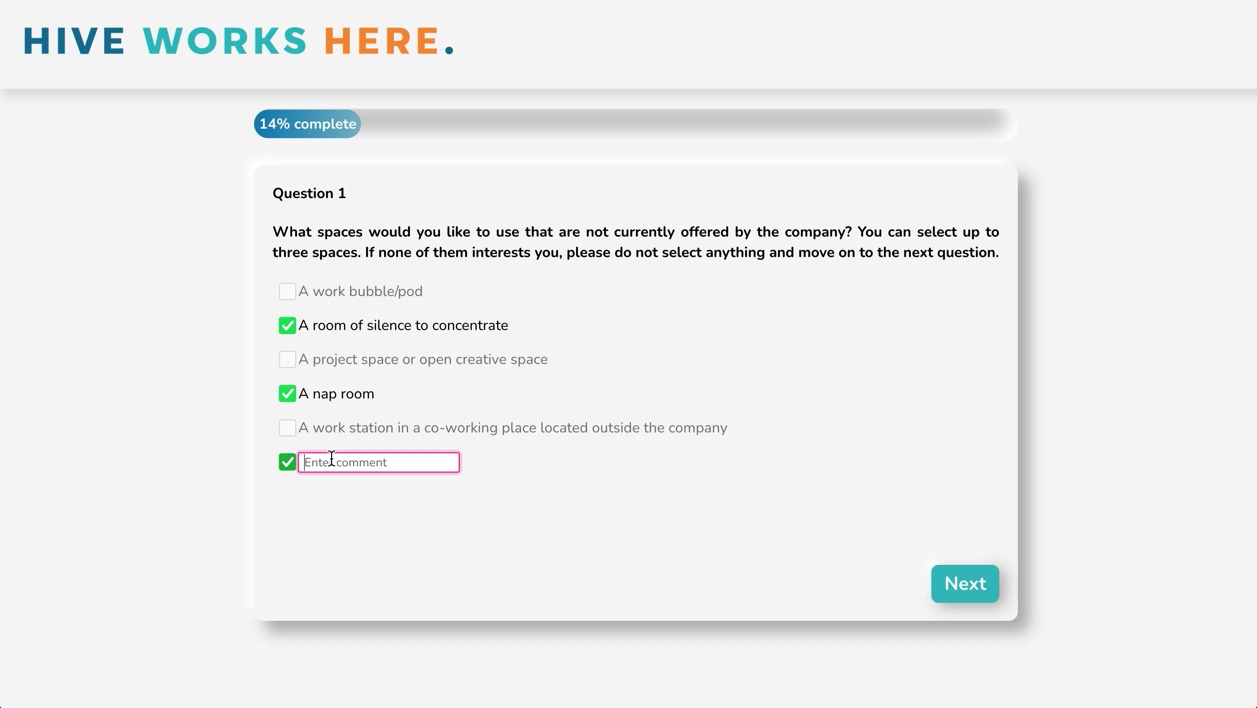 HIVE WORKS HERE.
14% complete
Question 1
What spaces would you like to use that are not currently offered by the company? You can select up to
three spaces. If none of them interests you, please do not select anything and move on to the next question.
A work bubble/pod
A room of silence to concentrate
A project space or open creative space
A nap room
A work station in a co-working place located outside the company
Enter comment
Next